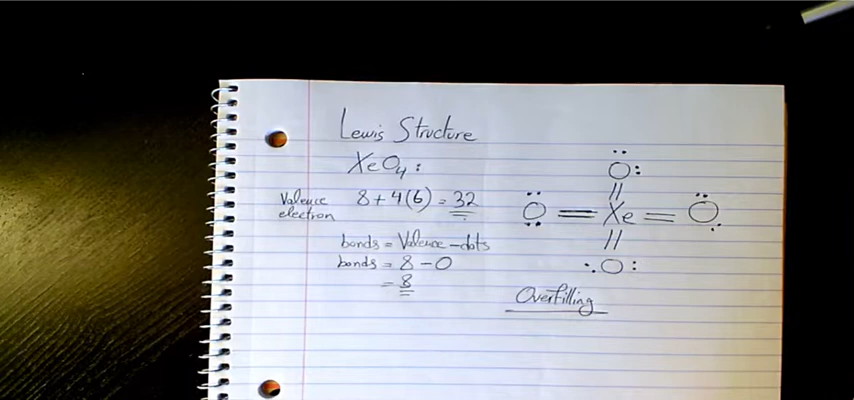 Lewis Structure
XeO4:
Valence
electron
8 + 4(6) = 32
bonds = Valence - dots
bonds = 8 - 0
= 8
O
O = Xe = O
O
Overfilling